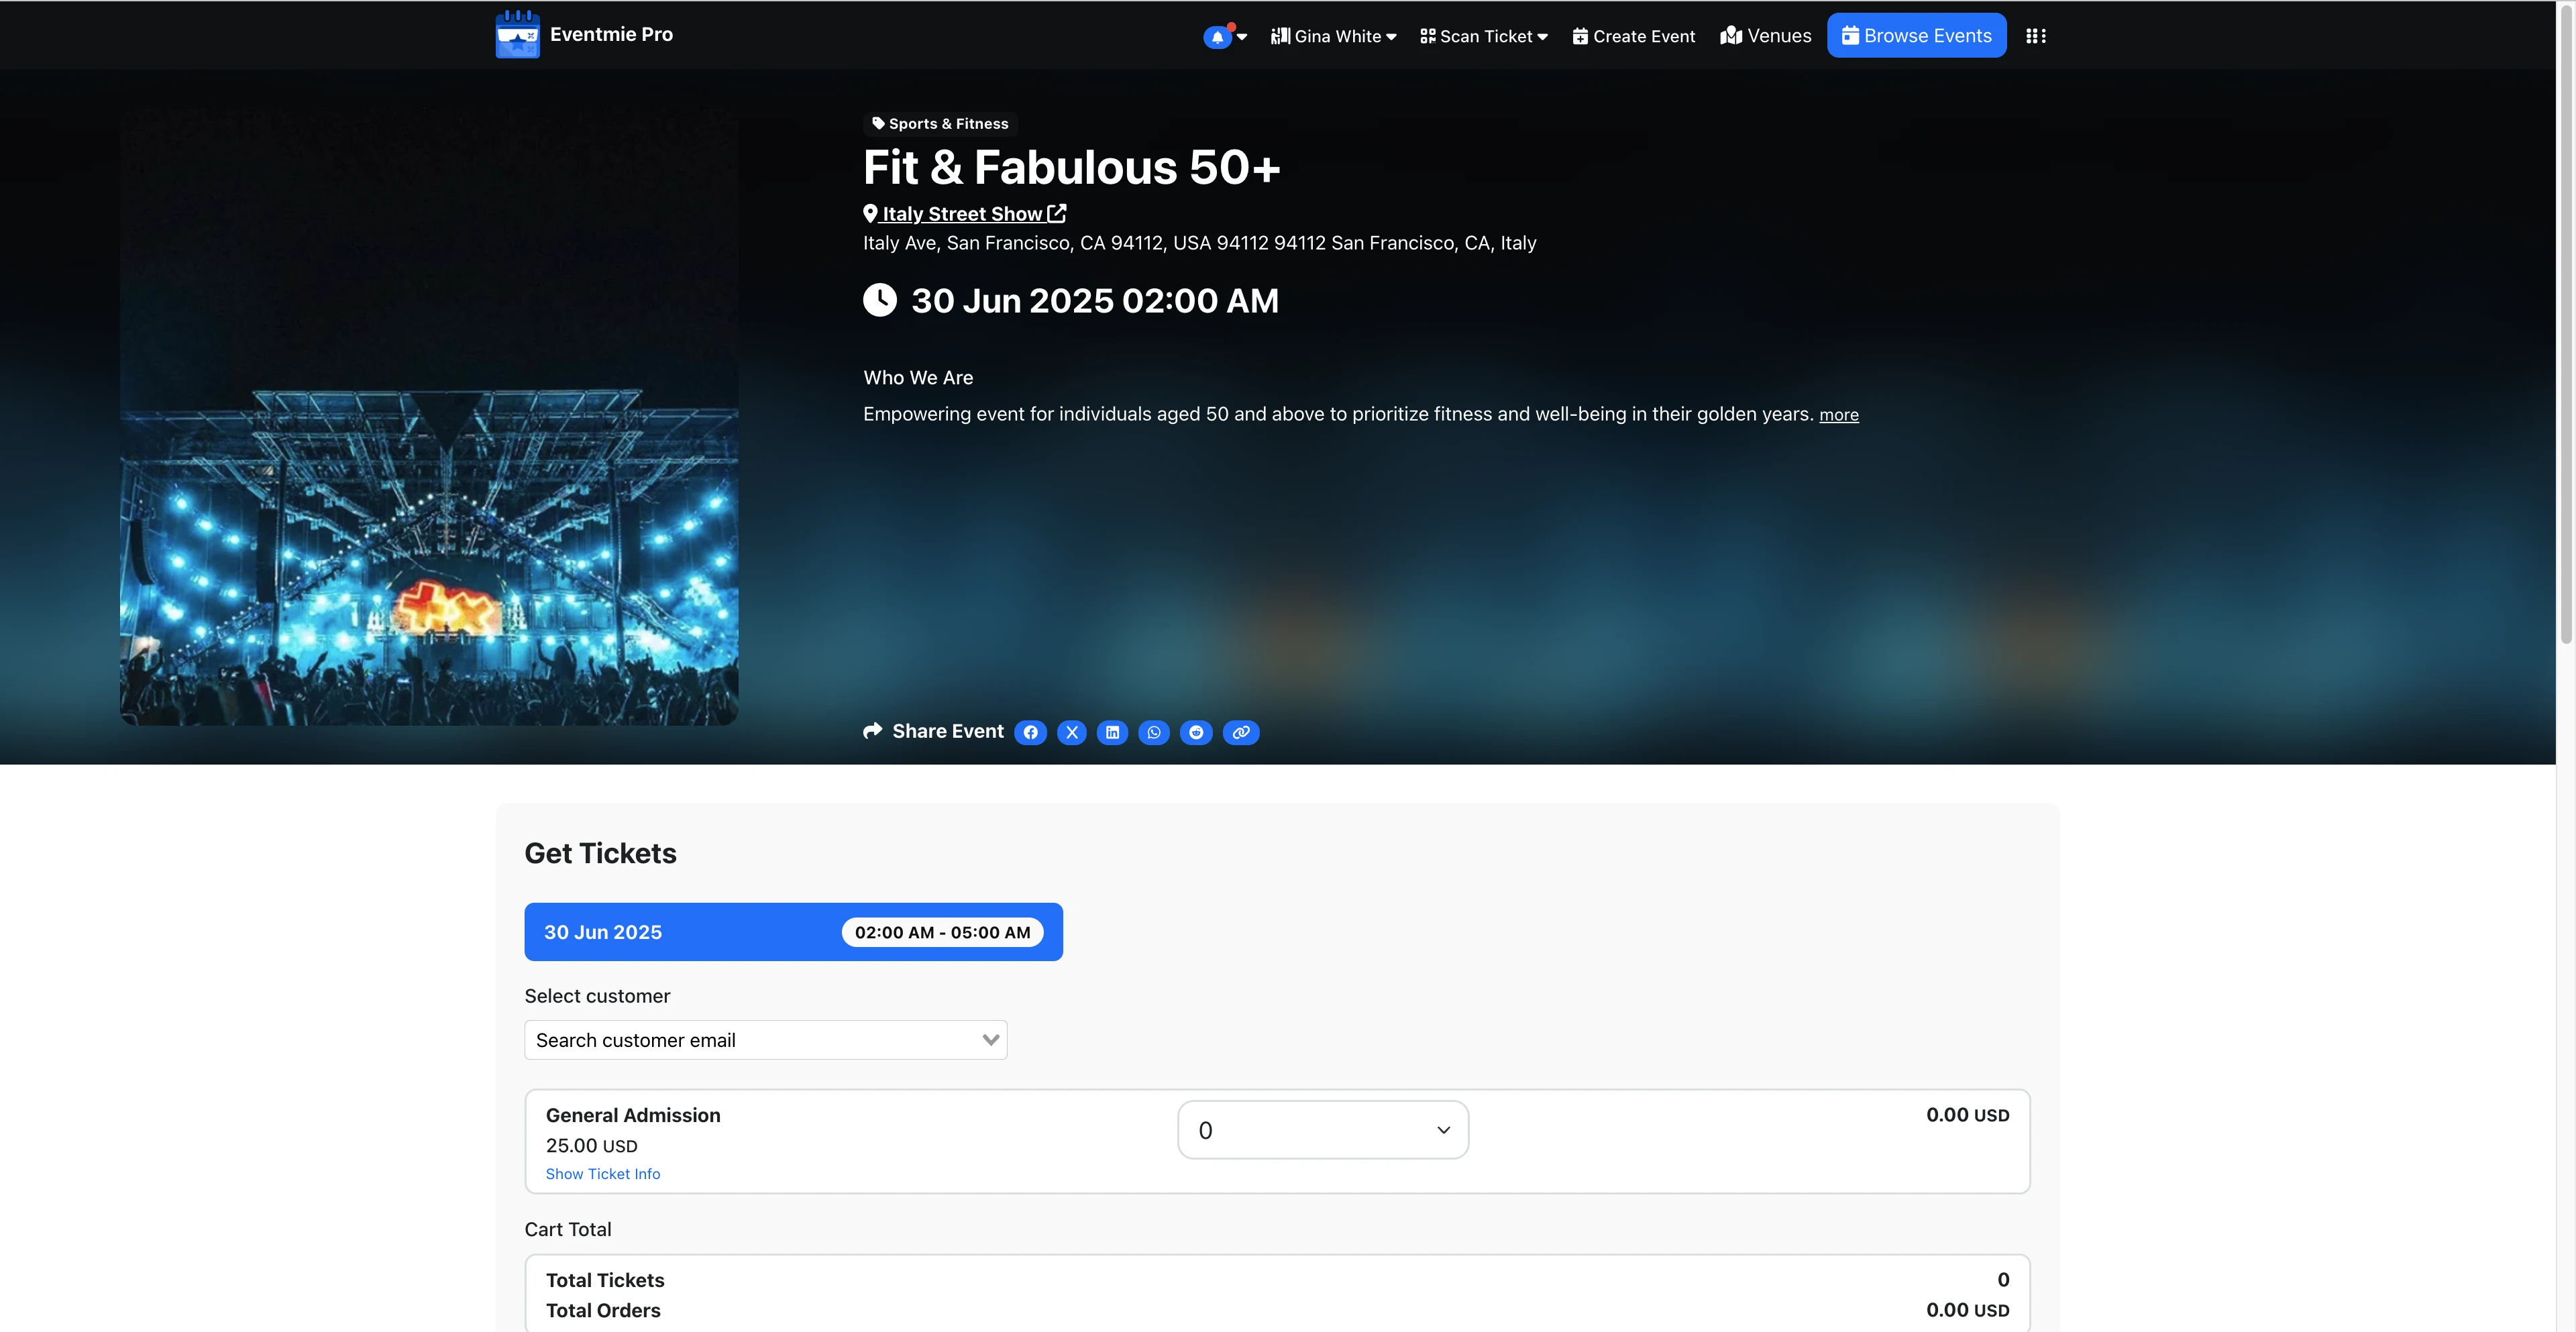 Eventmie Pro
Gina White
Scan Ticket
Create Event
Venues
Browse Events
Sports & Fitness
Fit & Fabulous 50+
Italy Street Show
Italy Ave, San Francisco, CA 94112, USA 94112 94112 San Francisco, CA, Italy
30 Jun 2025 02:00 AM
Who We Are
Empowering event for individuals aged 50 and above to prioritize fitness and well-being in their golden years. more
Share Event
Get Tickets
30 Jun 2025 02:00 AM - 05:00 AM
Select customer
Search customer email
General Admission 0 0.00 USD
25.00 USD
Show Ticket Info
Cart Total
Total Tickets 0
Total Orders 0.00 USD